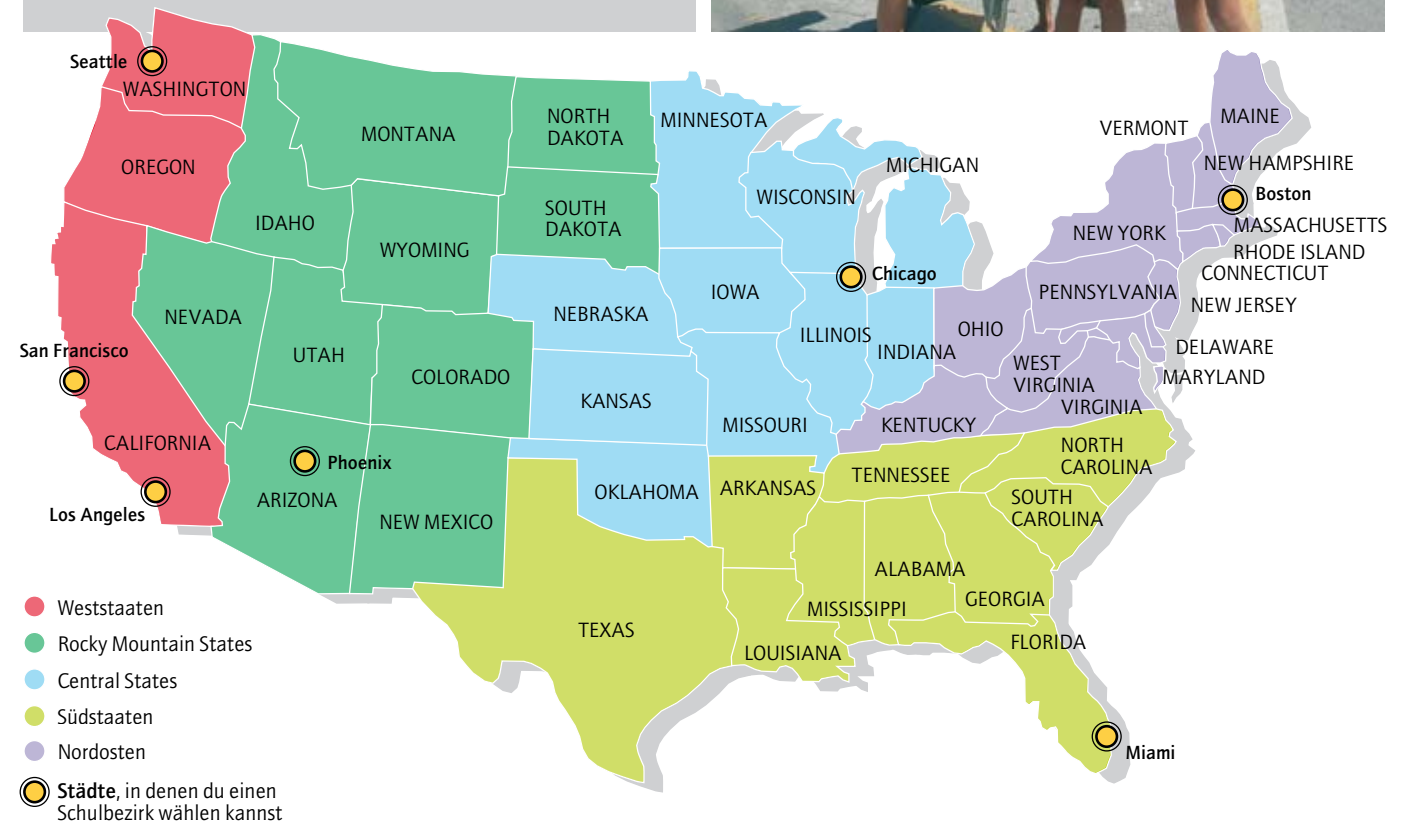 Seattle
WASHINGTON
OREGON
MONTANA
NORTH
DAKOTA
MINNESOTA
VERMONT
MAINE
NEW HAMPSHIRE
Boston
MASSACHUSETTS
RHODE ISLAND
CONNECTICUT
NEW JERSEY
MICHIGAN
WISCONSIN
IDAHO
SOUTH
DAKOTA
WYOMING
NEW YORK
Chicago
PENNSYLVANIA
IOWA
NEBRASKA
NEVADA
ILLINOIS
OHIO
INDIANA
DELAWARE
MARYLAND
San Francisco
UTAH
COLORADO
WEST
VIRGINIA
VIRGINIA
KANSAS
MISSOURI
KENTUCKY
CALIFORNIA
Phoenix
ARIZONA
Los Angeles
NEW MEXICO
OKLAHOMA
ARKANSAS
TENNESSEE
NORTH
CAROLINA
SOUTH
CAROLINA
ALABAMA
GEORGIA
MISSISSIPPI
TEXAS
LOUISIANA
FLORIDA
Miami
Weststaaten
Rocky Mountain States
Central States
Südstaaten
Nordosten
Städte, in denen du einen
Schulbezirk wählen kannst